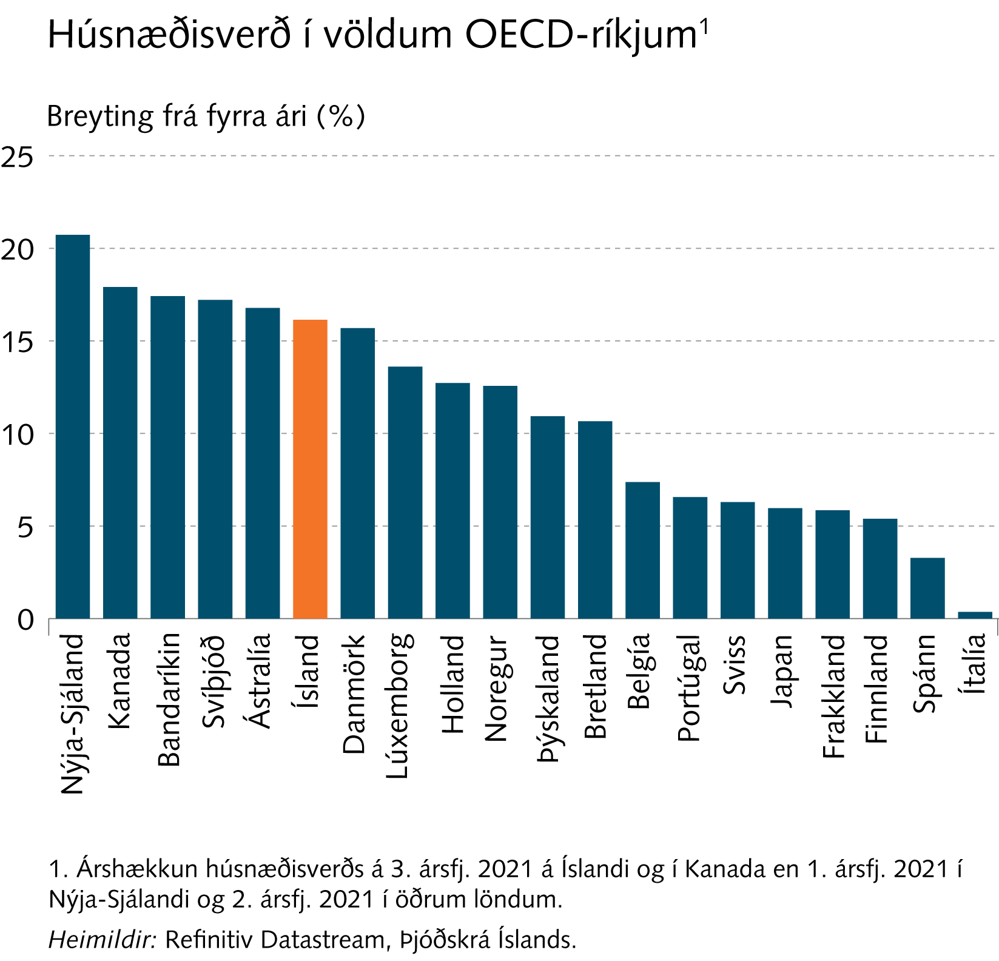 Húsnæðisverð í völdum OECD-ríkjum¹
Breyting frá fyrra ári (%)
25
20
15
10
5
0
Nýja-Sjáland
Kanada
Bandaríkin
Svíþjóð
Ástralía
Ísland
Danmörk
Lúxemborg
Holland
Noregur
Þýskaland
Bretland
Belgía
Portúgal
Sviss
Japan
Frakkland
Finnland
Spánn
Ítalía
1. Árshækkun húsnæðisverðs á 3. ársfj. 2021 á Íslandi og í Kanada en 1. ársfj. 2021 í
Nýja-Sjálandi og 2. ársfj. 2021 í öðrum löndum.
Heimildir: Refinitiv Datastream, Þjóðskrá Íslands.